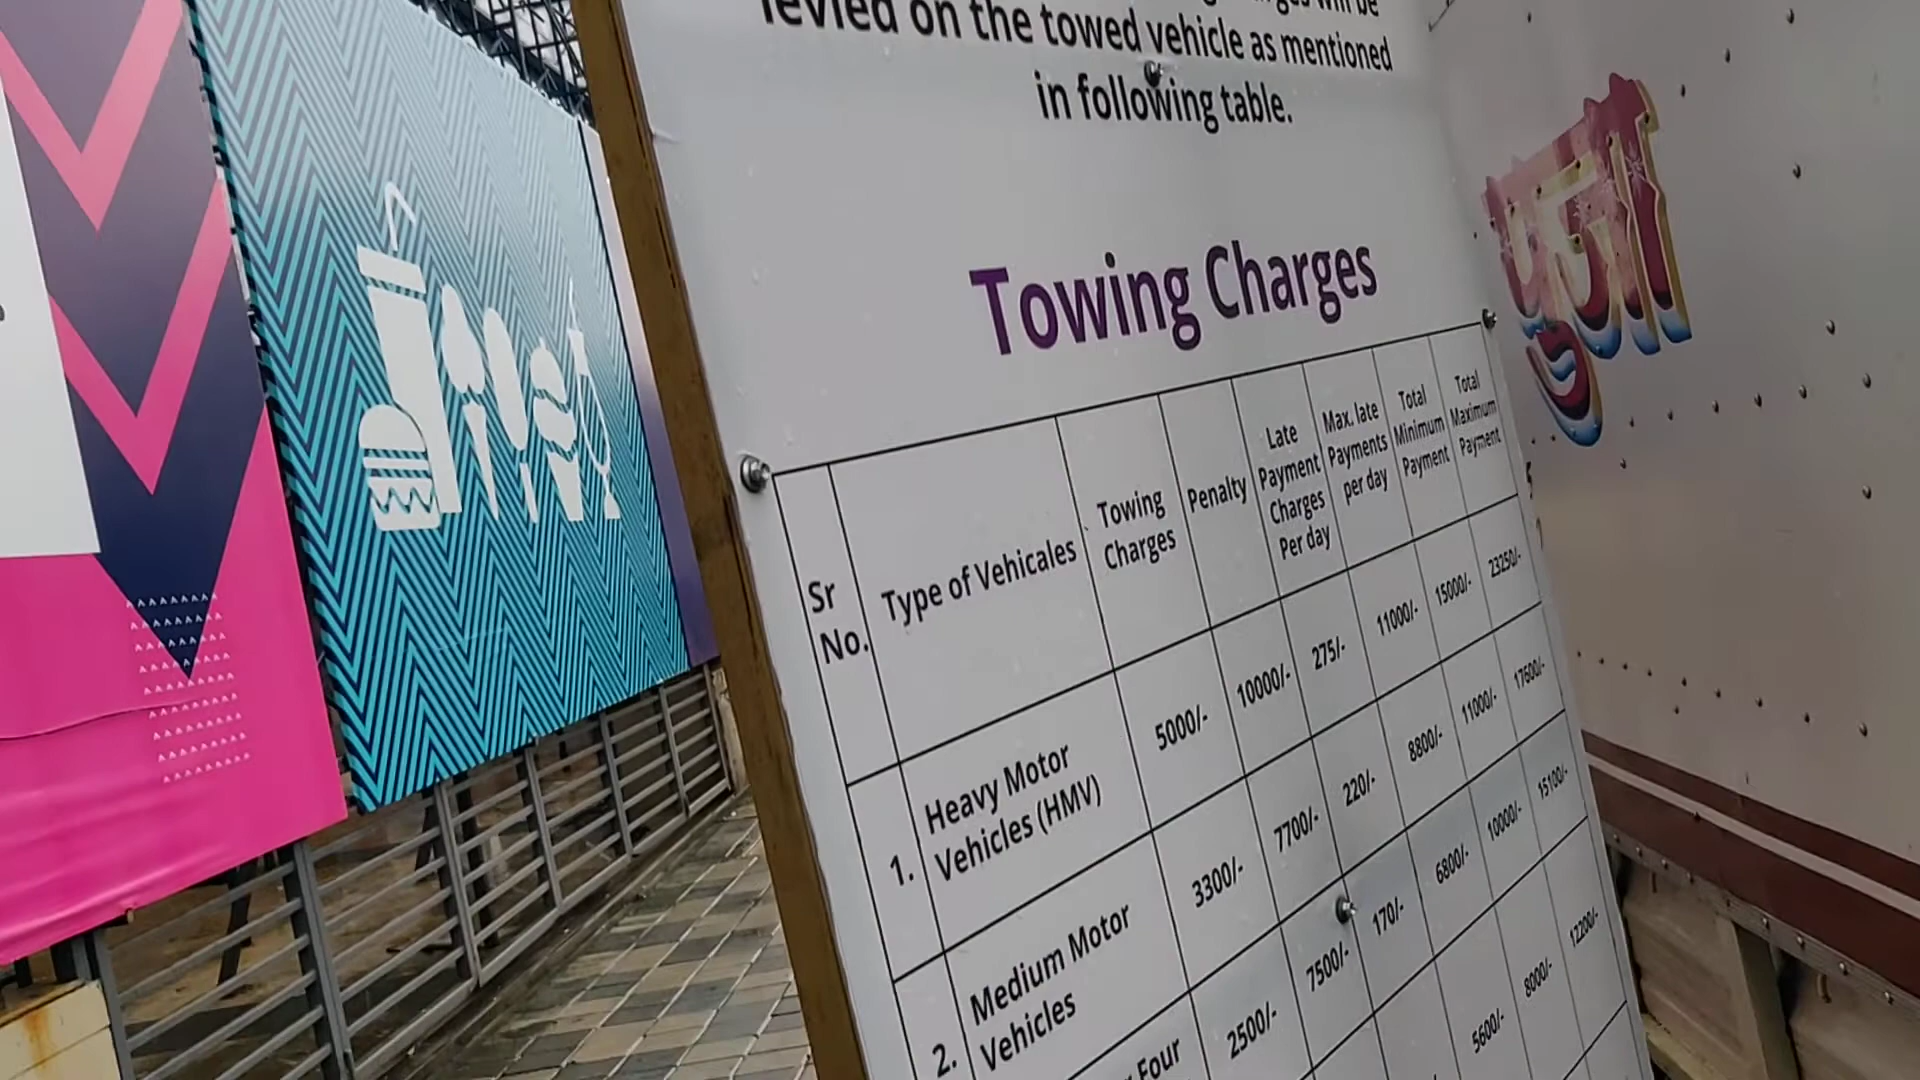 will be
levied on the towed vehicle as mentioned
in following table.
Towing Charges
Sr
No.
Type of Vehicales
Towing
Charges
Penalty
Late
Payment
Charges
Per day
Max. late
Payments
per day
Total
Minimum
Payment
Total
Maximum
Payment
1.
Heavy Motor
Vehicles (HMV)
5000/-
10000/-
275/-
11000/-
15000/-
23250/-
2.
Medium Motor
Vehicles
3300/-
7700/-
220/-
8800/-
11000/-
17600/-
Four
2500/-
7500/-
170/-
6800/-
10000/-
15100/-
5600/-
8000/-
12200/-